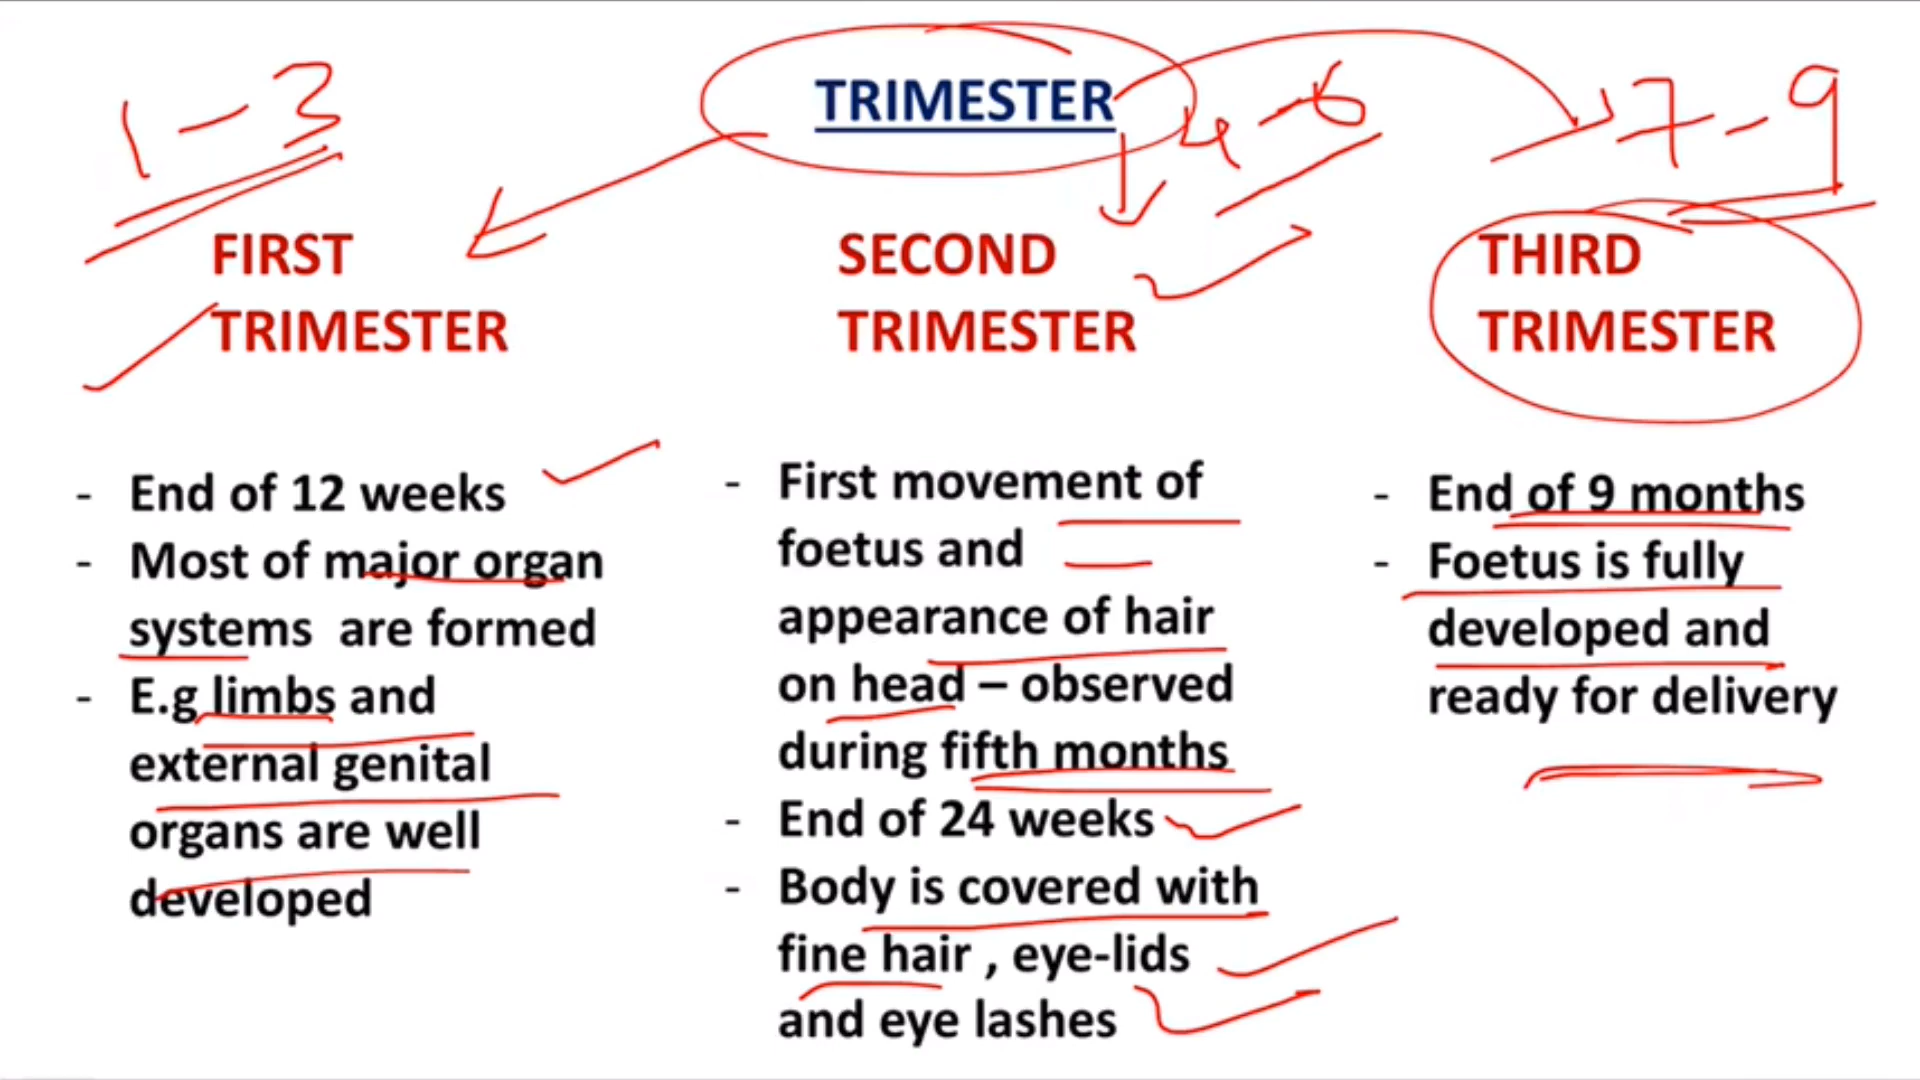 TRIMESTER
1 - 3
4 - 6
7 - 9
FIRST
TRIMESTER
- End of 12 weeks
- Most of major organ
systems are formed
- E.g limbs and
external genital
organs are well
developed
SECOND
TRIMESTER
- First movement of
foetus and
appearance of hair
on head – observed
during fifth months
- End of 24 weeks
- Body is covered with
fine hair , eye-lids
and eye lashes
THIRD
TRIMESTER
- End of 9 months
- Foetus is fully
developed and
ready for delivery